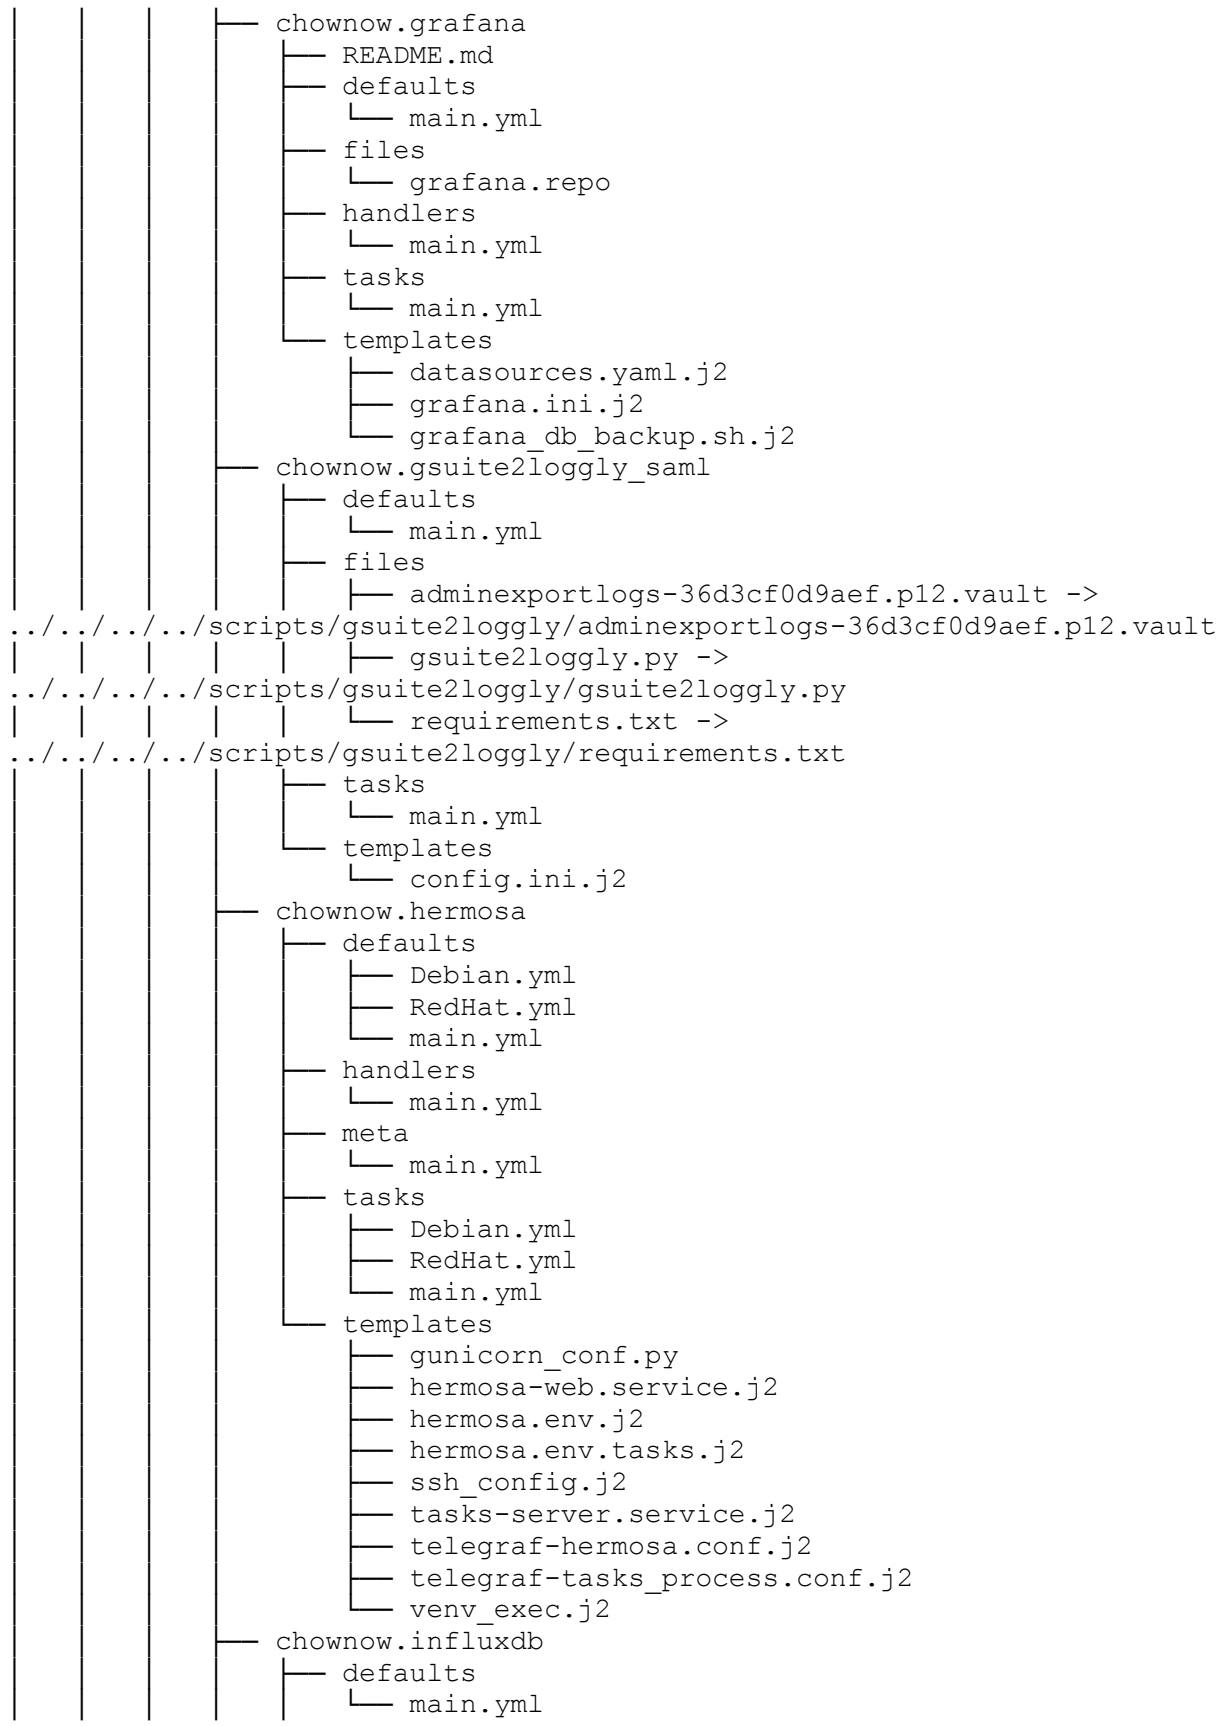 │   │   │   ├── chownow.grafana
│   │   │   │   ├── README.md
│   │   │   │   ├── defaults
│   │   │   │   │   └── main.yml
│   │   │   │   ├── files
│   │   │   │   │   └── grafana.repo
│   │   │   │   ├── handlers
│   │   │   │   │   └── main.yml
│   │   │   │   ├── tasks
│   │   │   │   │   └── main.yml
│   │   │   │   └── templates
│   │   │   │       ├── datasources.yaml.j2
│   │   │   │       ├── grafana.ini.j2
│   │   │   │       └── grafana_db_backup.sh.j2
│   │   │   ├── chownow.gsuite2loggly_saml
│   │   │   │   ├── defaults
│   │   │   │   │   └── main.yml
│   │   │   │   ├── files
│   │   │   │   │   ├── adminexportlogs-36d3cf0d9aef.p12.vault ->
../../../../scripts/gsuite2loggly/adminexportlogs-36d3cf0d9aef.p12.vault
│   │   │   │   │   ├── gsuite2loggly.py ->
../../../../scripts/gsuite2loggly/gsuite2loggly.py
│   │   │   │   │   └── requirements.txt ->
../../../../scripts/gsuite2loggly/requirements.txt
│   │   │   │   ├── tasks
│   │   │   │   │   └── main.yml
│   │   │   │   └── templates
│   │   │   │       └── config.ini.j2
│   │   │   ├── chownow.hermosa
│   │   │   │   ├── defaults
│   │   │   │   │   ├── Debian.yml
│   │   │   │   │   ├── RedHat.yml
│   │   │   │   │   └── main.yml
│   │   │   │   ├── handlers
│   │   │   │   │   └── main.yml
│   │   │   │   ├── meta
│   │   │   │   │   └── main.yml
│   │   │   │   ├── tasks
│   │   │   │   │   ├── Debian.yml
│   │   │   │   │   ├── RedHat.yml
│   │   │   │   │   └── main.yml
│   │   │   │   └── templates
│   │   │   │       ├── gunicorn_conf.py
│   │   │   │       ├── hermosa-web.service.j2
│   │   │   │       ├── hermosa.env.j2
│   │   │   │       ├── hermosa.env.tasks.j2
│   │   │   │       ├── ssh_config.j2
│   │   │   │       ├── tasks-server.service.j2
│   │   │   │       ├── telegraf-hermosa.conf.j2
│   │   │   │       ├── telegraf-tasks_process.conf.j2
│   │   │   │       └── venv_exec.j2
│   │   │   ├── chownow.influxdb
│   │   │   │   ├── defaults
│   │   │   │   │   └── main.yml